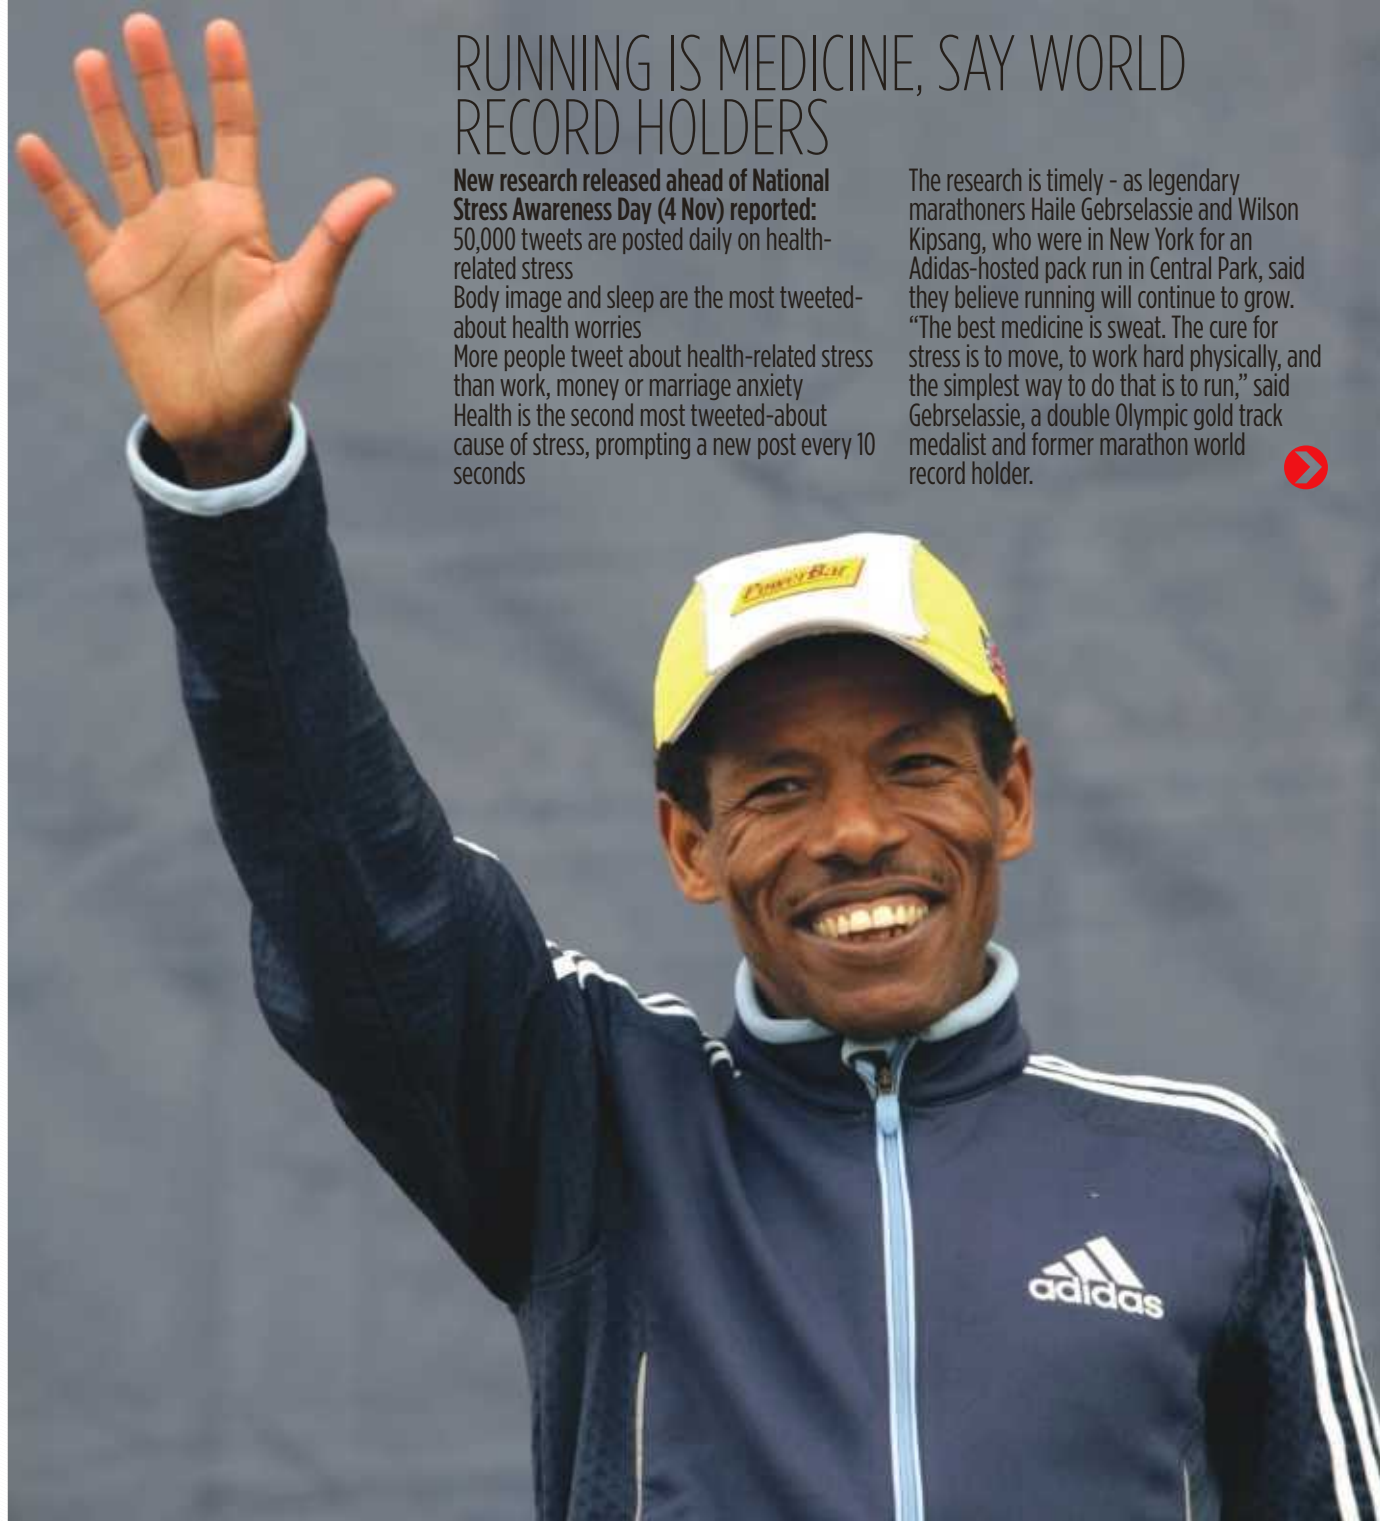 RUNNING IS MEDICINE, SAY WORLD
RECORD HOLDERS
New research released ahead of National
Stress Awareness Day (4 Nov) reported:
50,000 tweets are posted daily on health-
related stress
Body image and sleep are the most tweeted-
about health worries
More people tweet about health-related stress
than work, money or marriage anxiety
Health is the second most tweeted-about
cause of stress, prompting a new post every 10
seconds
The research is timely - as legendary
marathoners Haile Gebrselassie and Wilson
Kipsang, who were in New York for an
Adidas-hosted pack run in Central Park, said
they believe running will continue to grow.
“The best medicine is sweat. The cure for
stress is to move, to work hard physically, and
the simplest way to do that is to run,” said
Gebrselassie, a double Olympic gold track
medalist and former marathon world
record holder.
PowerBar
adidas